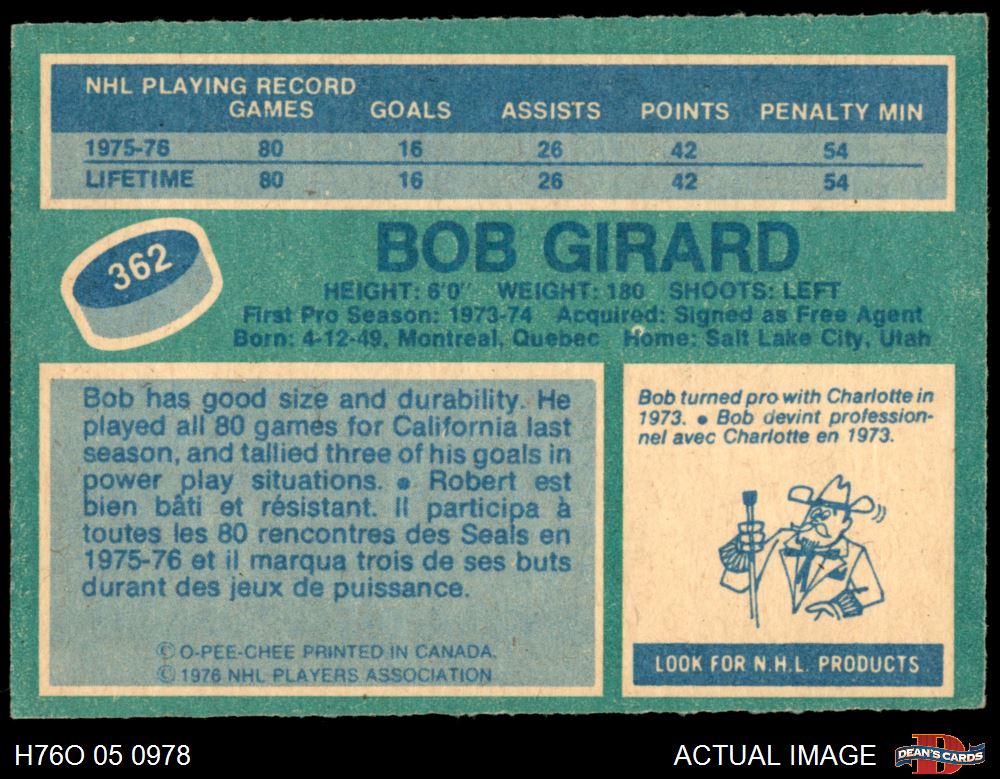 NHL PLAYING RECORD
GAMES GOALS ASSISTS POINTS PENALTY MIN
1975-76 80 16 26 42 54
LIFETIME 80 16 26 42 54
362
BOB GIRARD
HEIGHT: 6'0" WEIGHT: 180 SHOOTS: LEFT
First Pro Season: 1973-74 Acquired: Signed as Free Agent
Born: 4-12-49, Montreal, Quebec Home: Salt Lake City, Utah
Bob has good size and durability. He
played all 80 games for California last
season, and tallied three of his goals in
power play situations. • Robert est
bien bâti et résistant. Il participa à
toutes les 80 rencontres des Seals en
1975-76 et il marqua trois de ses buts
durant des jeux de puissance.
© O-PEE-CHEE PRINTED IN CANADA.
© 1976 NHL PLAYERS ASSOCIATION
Bob turned pro with Charlotte in
1973. • Bob devint profession-
nel avec Charlotte en 1973.
LOOK FOR N.H.L. PRODUCTS
H76O 05 0978
ACTUAL IMAGE
DEAN'S CARDS